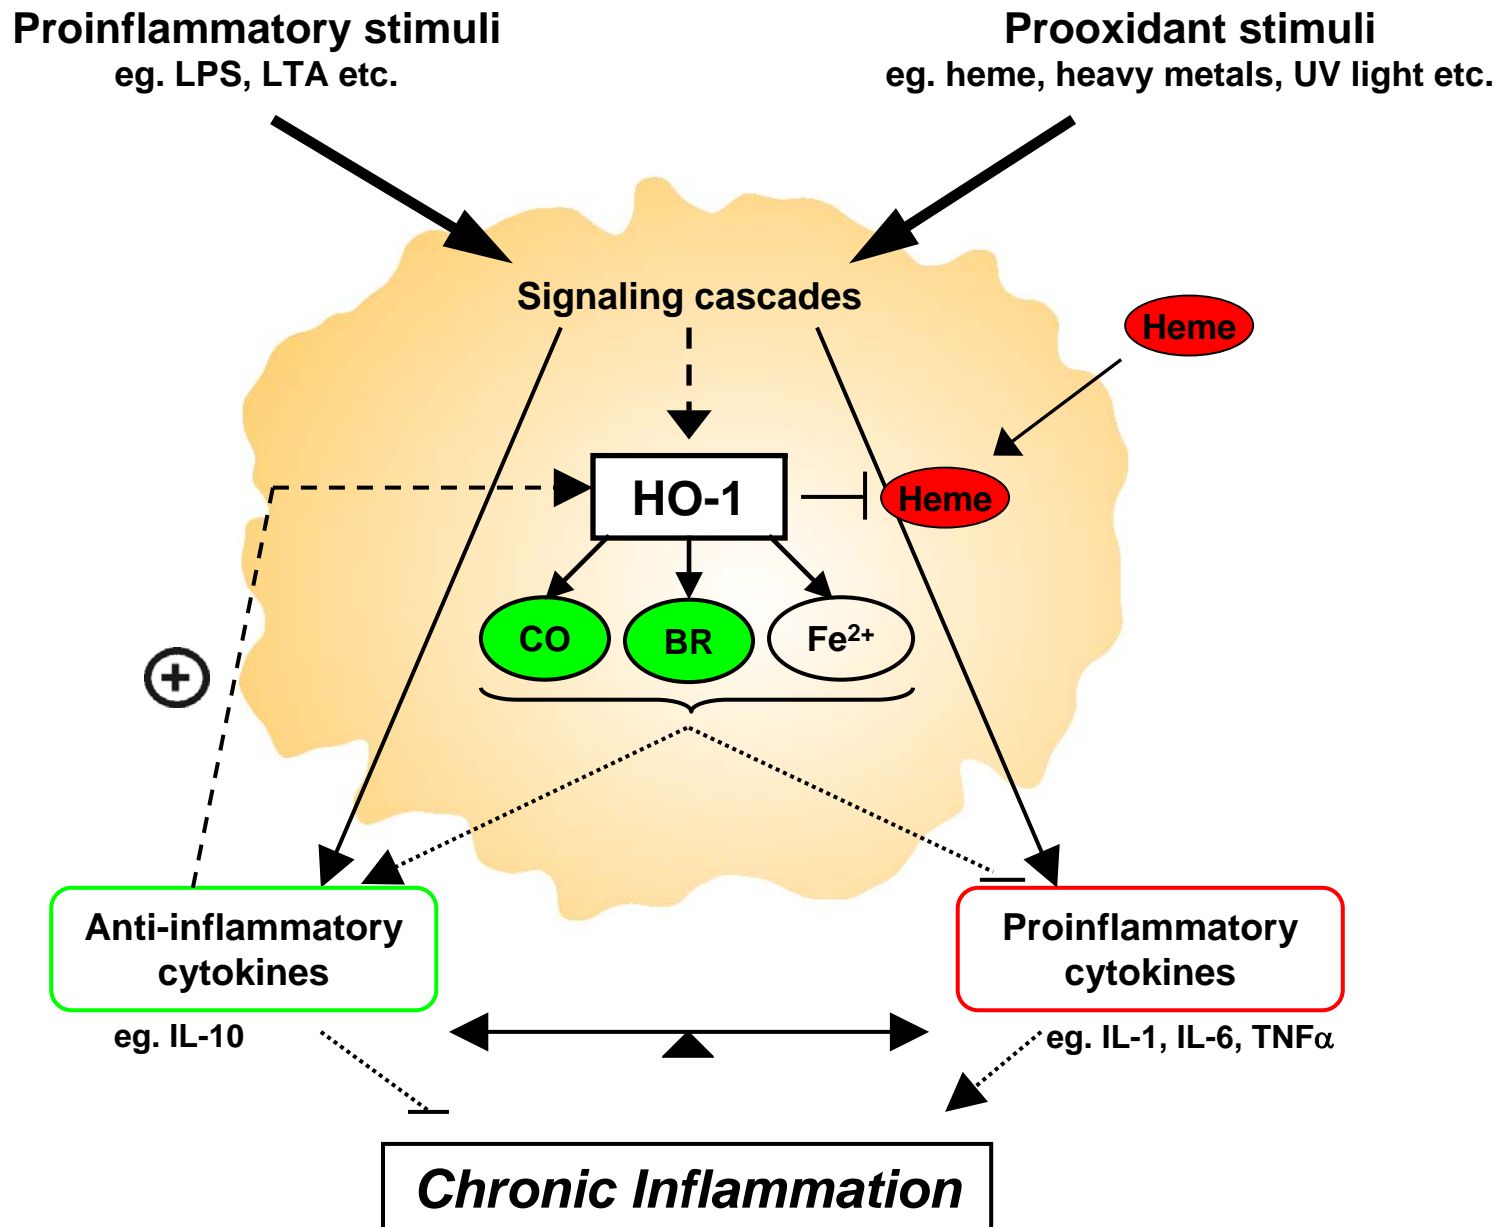 Proinflammatory stimuli
eg. LPS, LTA etc.
Prooxidant stimuli
eg. heme, heavy metals, UV light etc.
Signaling cascades
Heme
HO-1
Heme
CO
BR
Fe²⁺
+
Anti-inflammatory
cytokines
eg. IL-10
Proinflammatory
cytokines
eg. IL-1, IL-6, TNFα
Chronic Inflammation